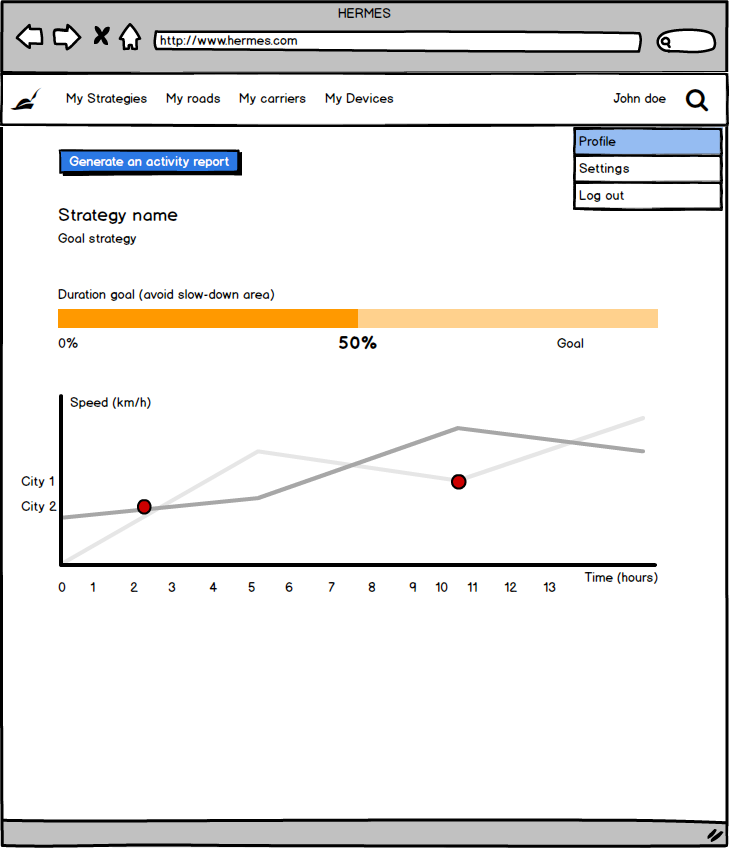 HERMES
http://www.hermes.com
My Strategies My roads My carriers My Devices John doe
Profile
Settings
Log out
Generate an activity report
Strategy name
Goal strategy
Duration goal (avoid slow-down area)
0% 50% Goal
Speed (km/h)
City 1
City 2
Time (hours)
0 1 2 3 4 5 6 7 8 9 10 11 12 13